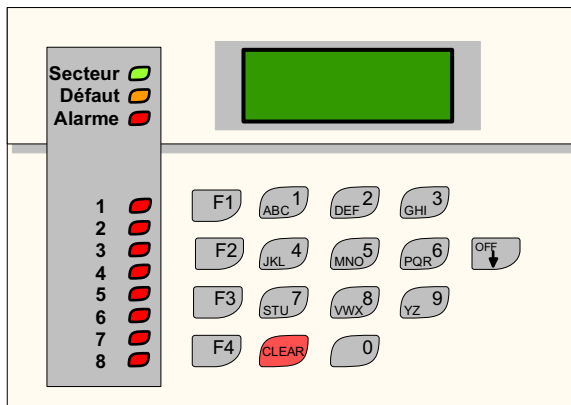 Secteur
Défaut
Alarme
1
2
3
4
5
6
7
8
F1 ABC 1 DEF 2 GHI 3
F2 JKL 4 MNO 5 PQR 6 OFF
F3 STU 7 VWX 8 YZ 9
F4 CLEAR 0